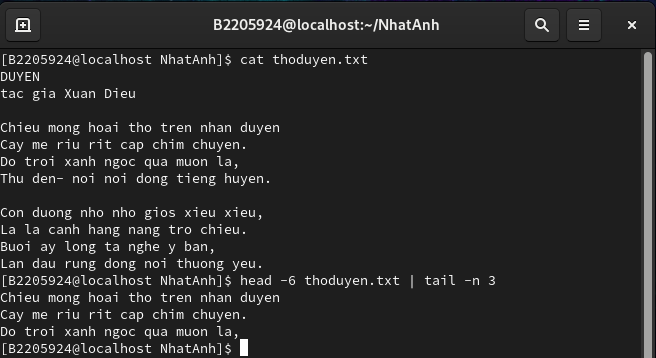 B2205924@localhost:~/NhatAnh
[B2205924@localhost NhatAnh]$ cat thoduyen.txt
DUYEN
tac gia Xuan Dieu

Chieu mong hoai tho tren nhan duyen
Cay me riu rit cap chim chuyen.
Do troi xanh ngoc qua muon la,
Thu den- noi noi dong tieng huyen.

Con duong nho nho gios xieu xieu,
La la canh hang nang tro chieu.
Buoi ay long ta nghe y ban,
Lan dau rung dong noi thuong yeu.
[B2205924@localhost NhatAnh]$ head -6 thoduyen.txt | tail -n 3
Chieu mong hoai tho tren nhan duyen
Cay me riu rit cap chim chuyen.
Do troi xanh ngoc qua muon la,
[B2205924@localhost NhatAnh]$